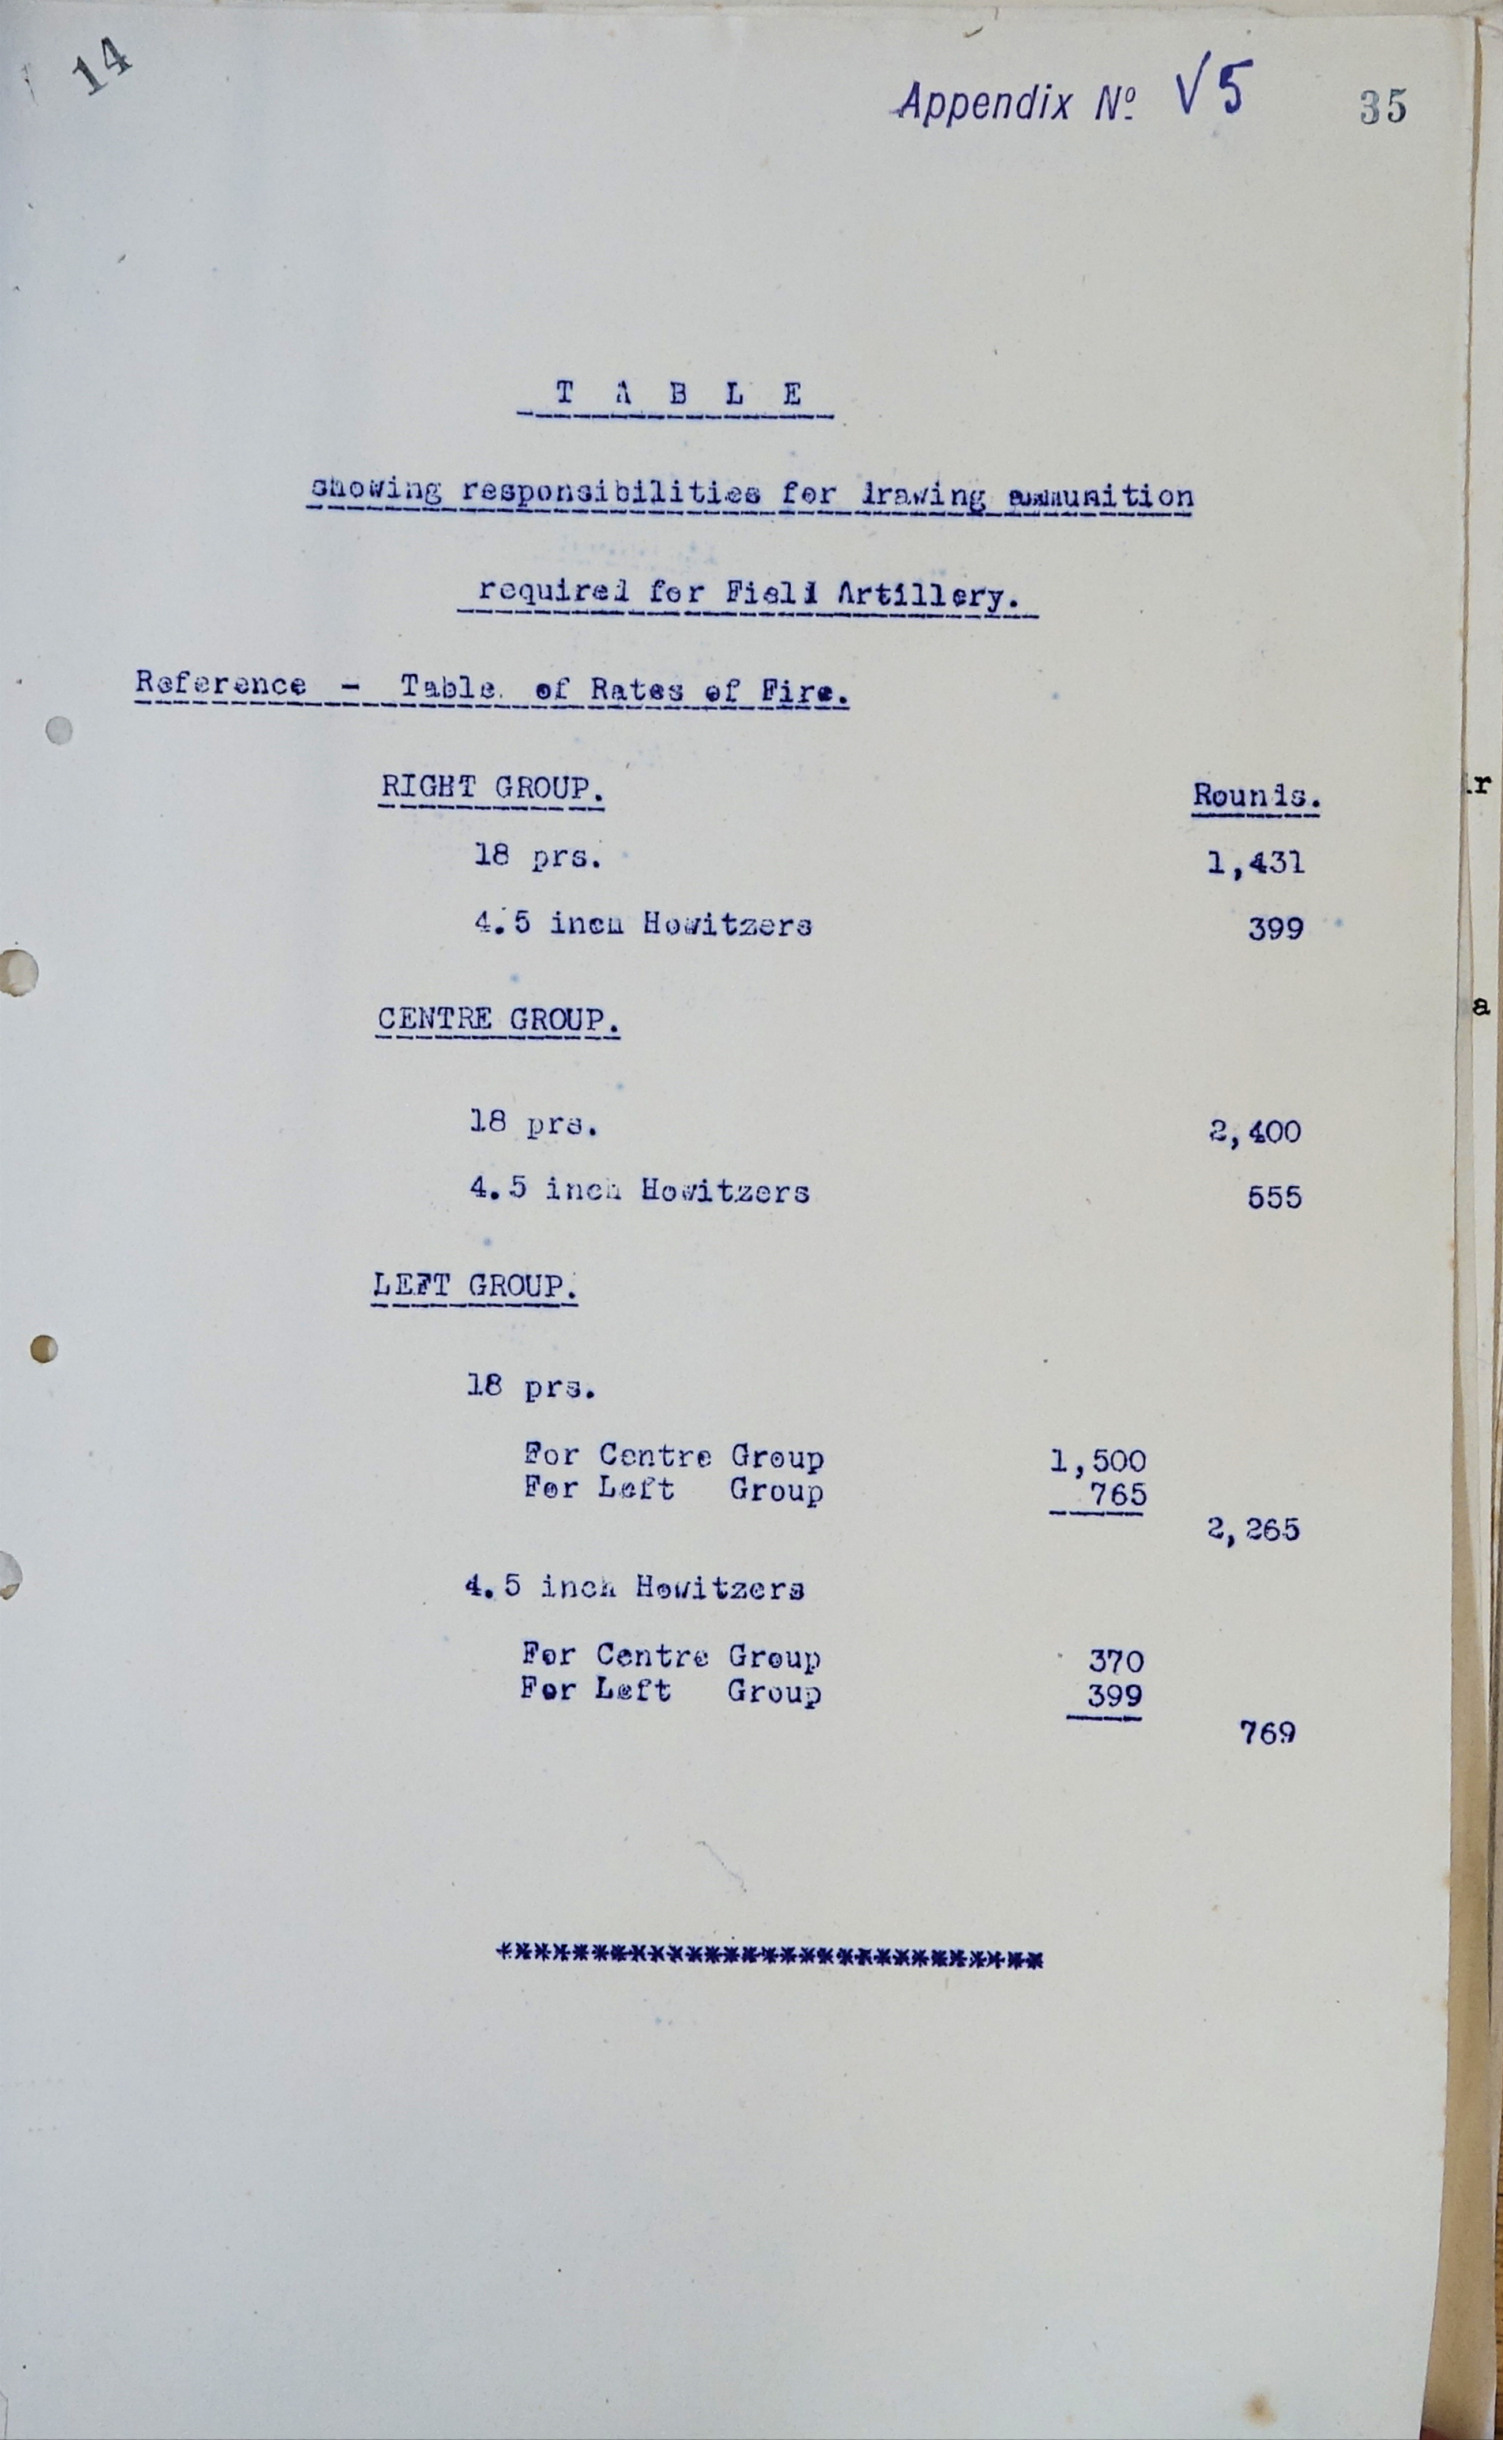 14
Appendix Nº V5 35
T A B L E
showing responsibilities for drawing ammunition
required for Field Artillery.
Reference - Table of Rates of Fire.
RIGHT GROUP. Rounds.
18 prs. 1,431
4.5 inch Howitzers 399
CENTRE GROUP.
18 prs. 2,400
4.5 inch Howitzers 555
LEFT GROUP.
18 prs.
For Centre Group 1,500
For Left Group 765
2,265
4.5 inch Howitzers
For Centre Group 370
For Left Group 399
769
*****************************
r
a